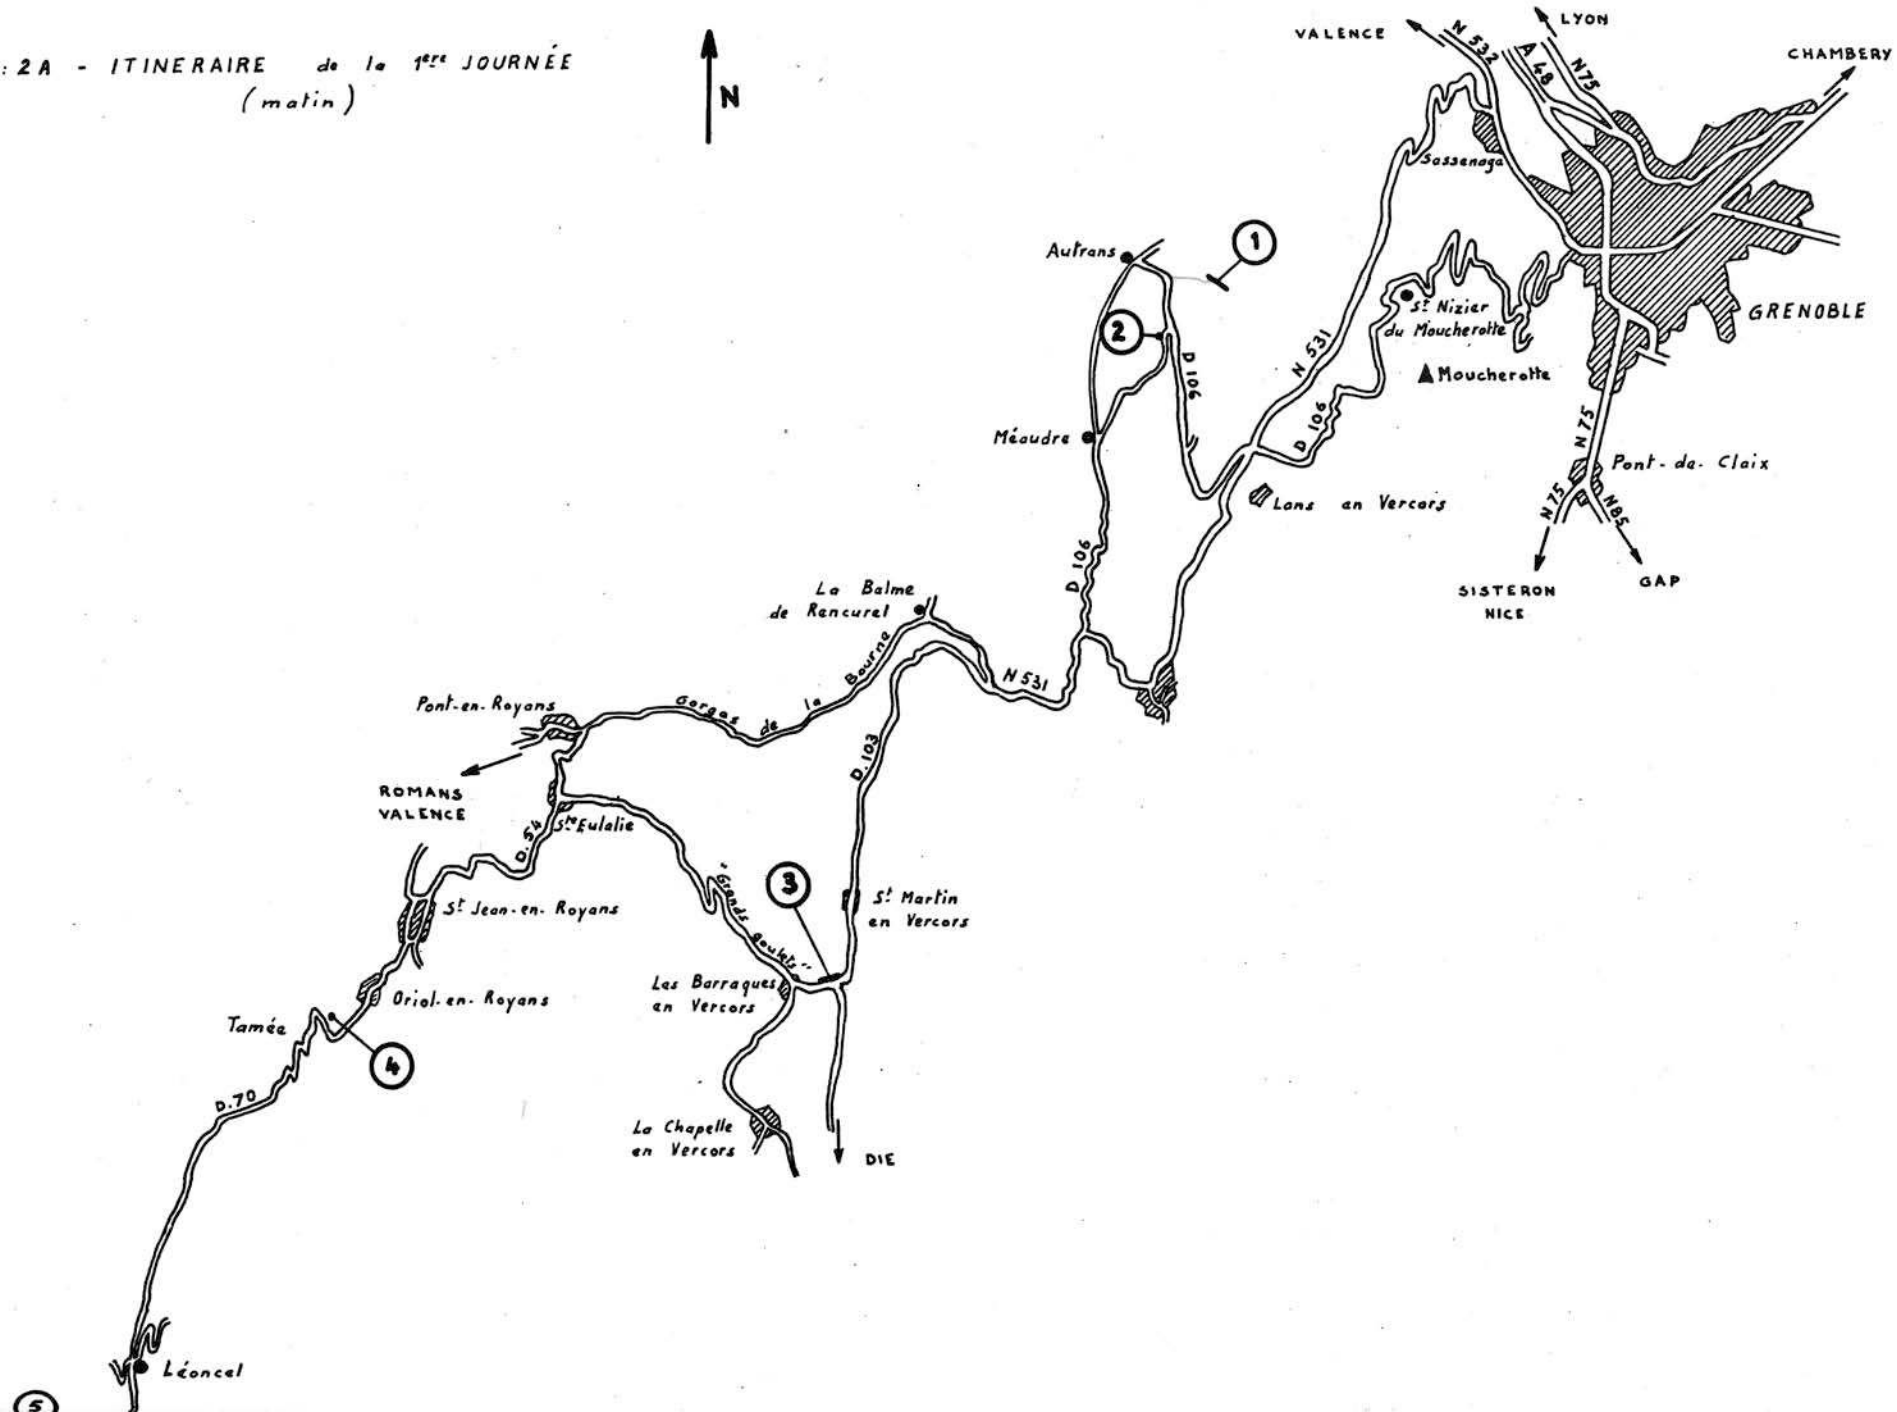 : 2A - ITINERAIRE de la 1ere JOURNÉE
(matin)
N
VALENCE
N 532
A 48
LYON
N75
CHAMBERY
Sassenage
GRENOBLE
Autrans
1
2
D 106
N 531
St Nizier
du Moucherotte
Moucherotte
D 106
Méaudre
Lans en Vercors
N 75
Pont-de-Claix
N75
N85
SISTERON
NICE
GAP
D 106
La Balme
de Rencurel
N 531
Gorges de la Bourne
Pont-en-Royans
ROMANS
VALENCE
D.103
Ste Eulalie
D.54
"Grands goulets"
3
St Martin
en Vercors
St Jean-en-Royans
Les Barraques
en Vercors
Oriol-en-Royans
Tamée
4
D.70
La Chapelle
en Vercors
DIE
Léoncel
5